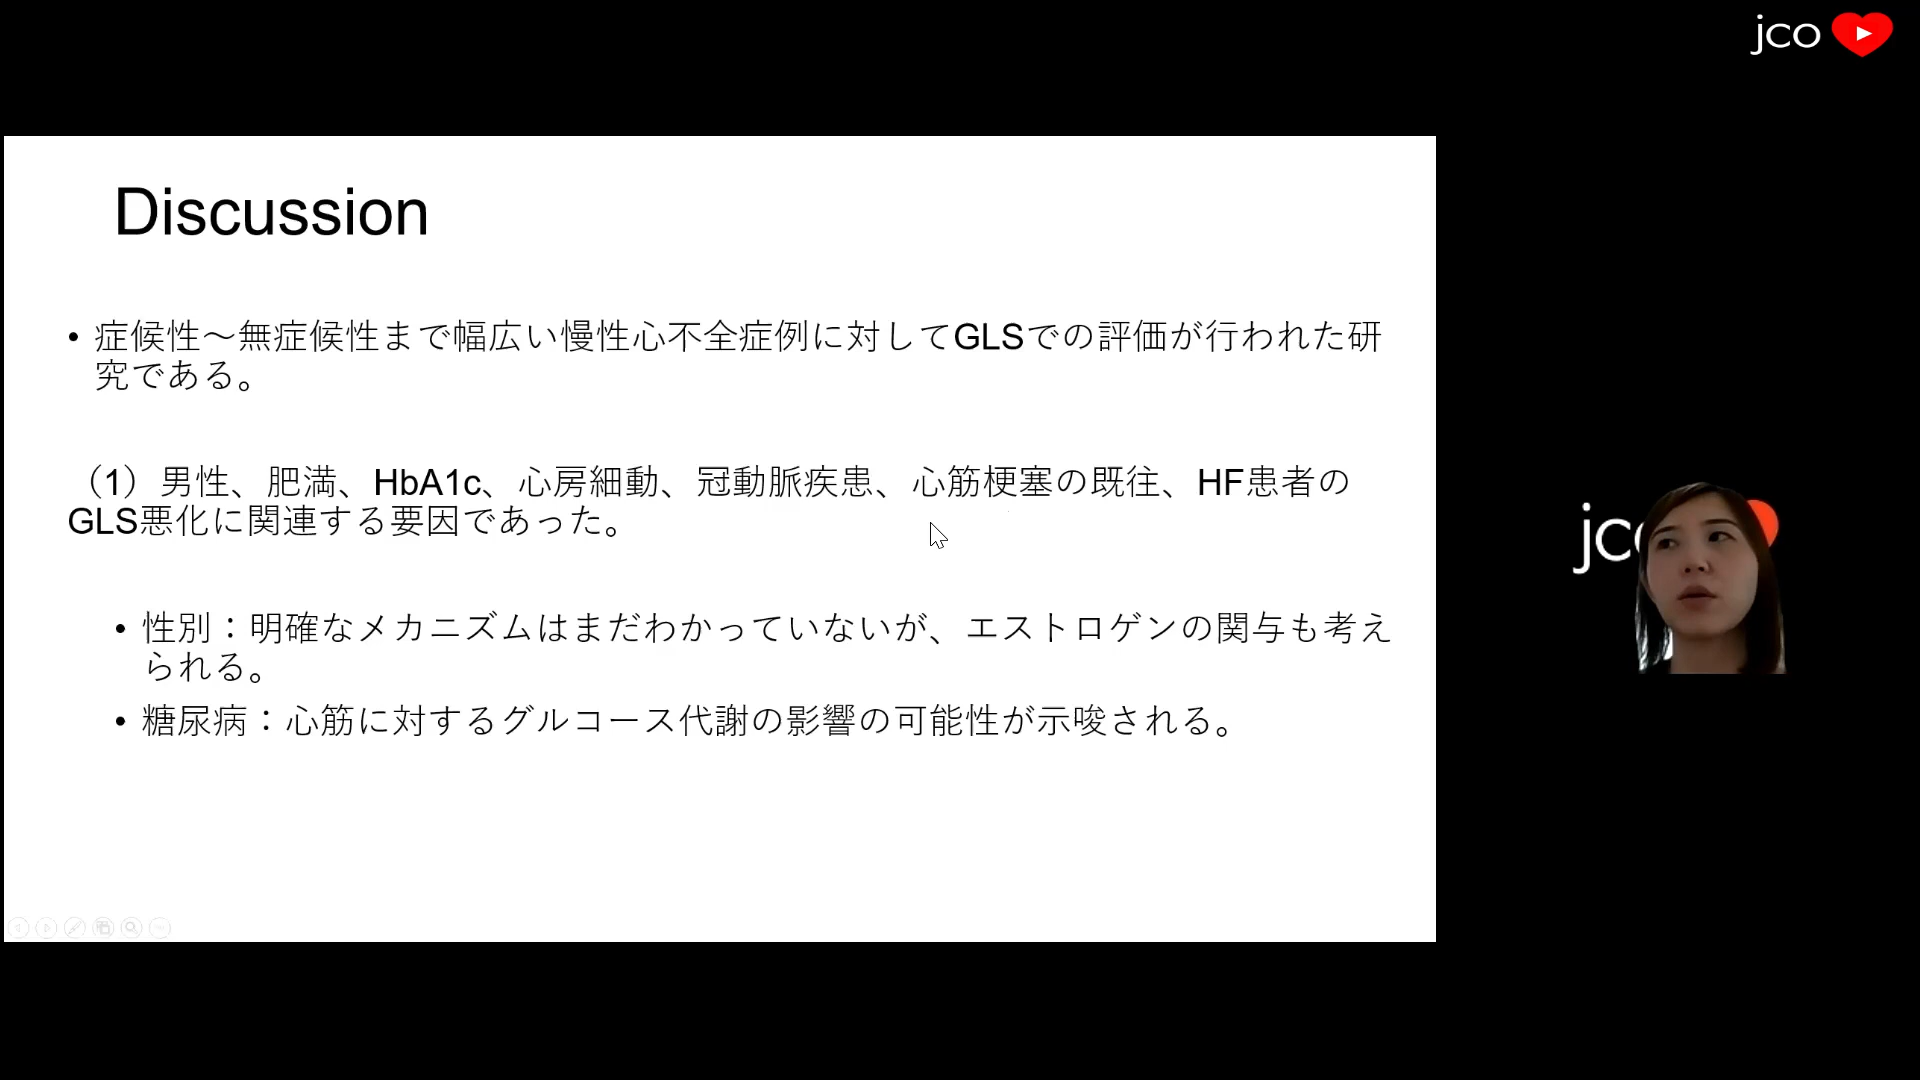 jco
Discussion
• 症候性～無症候性まで幅広い慢性心不全症例に対してGLSでの評価が行われた研
究である。
（1）男性、肥満、HbA1c、心房細動、冠動脈疾患、心筋梗塞の既往、HF患者の
GLS悪化に関連する要因であった。
jc
• 性別：明確なメカニズムはまだわかっていないが、エストロゲンの関与も考え
られる。
• 糖尿病：心筋に対するグルコース代謝の影響の可能性が示唆される。